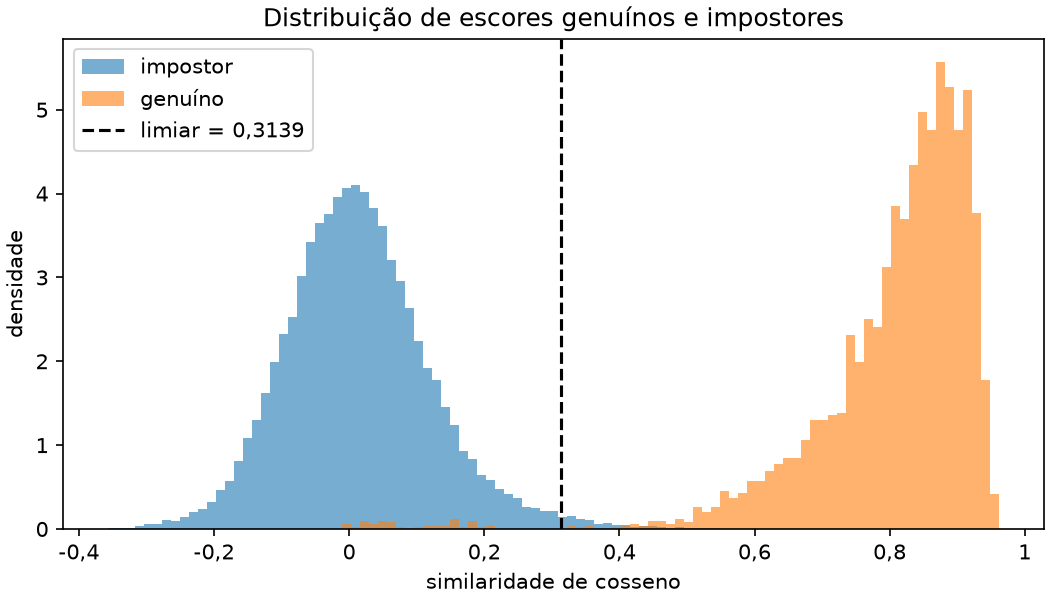 Distribuição de escores genuínos e impostores
impostor
genuíno
limiar = 0,3139
densidade
5
4
3
2
1
0
-0,4
-0,2
0
0,2
0,4
0,6
0,8
1
similaridade de cosseno